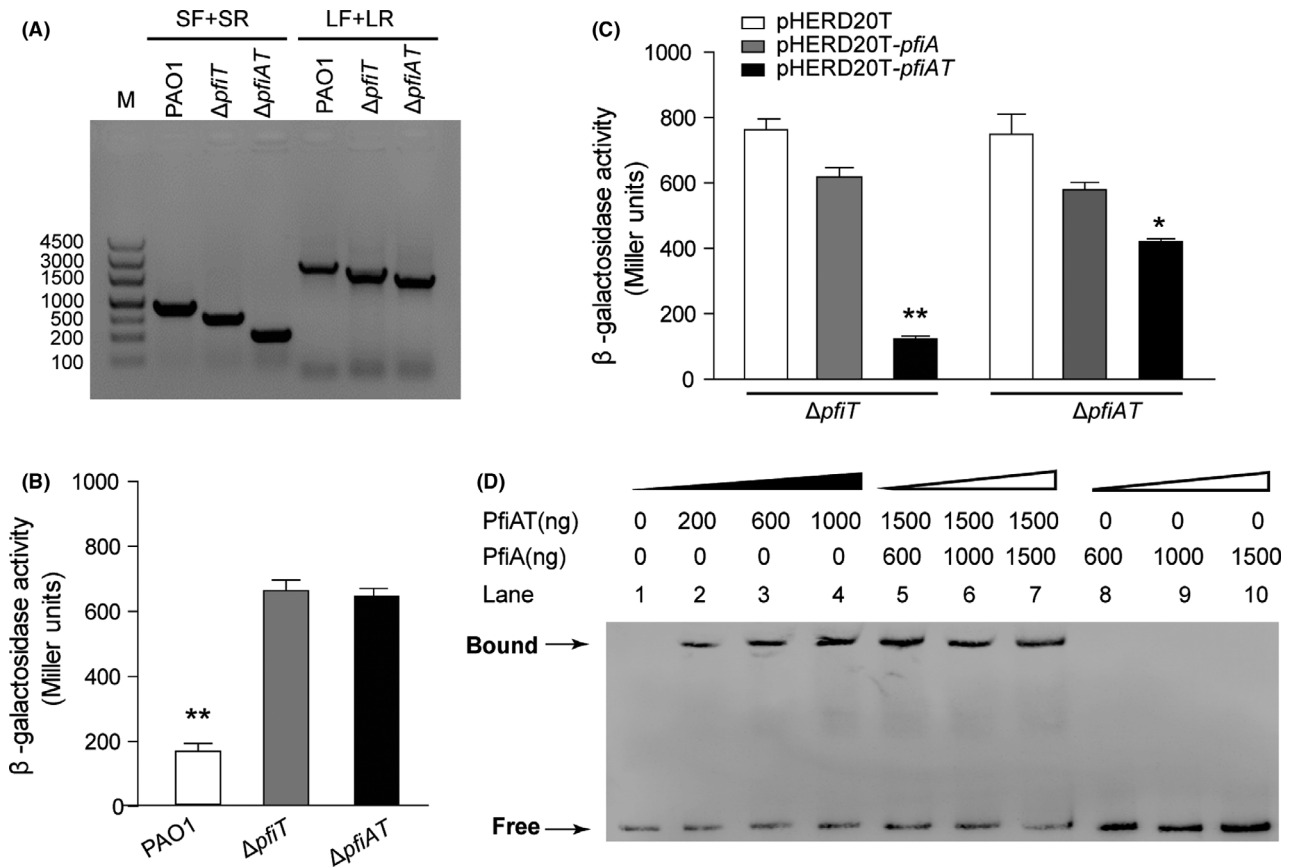 (A)
SF+SR LF+LR
M PAO1 ΔpfiT ΔpfiAT PAO1 ΔpfiT ΔpfiAT
4500
3000
1500
1000
500
200
100
(B)
β -galactosidase activity
(Miller units)
1000
800
600
400
200
0
**
PAO1 ΔpfiT ΔpfiAT
(C)
pHERD20T
pHERD20T-pfiA
pHERD20T-pfiAT
β -galactosidase activity
(Miller units)
1000
800
600
400
200
0
**
*
ΔpfiT ΔpfiAT
(D)
PfiAT(ng) 0 200 600 1000 1500 1500 1500 0 0 0
PfiA(ng) 0 0 0 0 600 1000 1500 600 1000 1500
Lane 1 2 3 4 5 6 7 8 9 10
Bound
Free